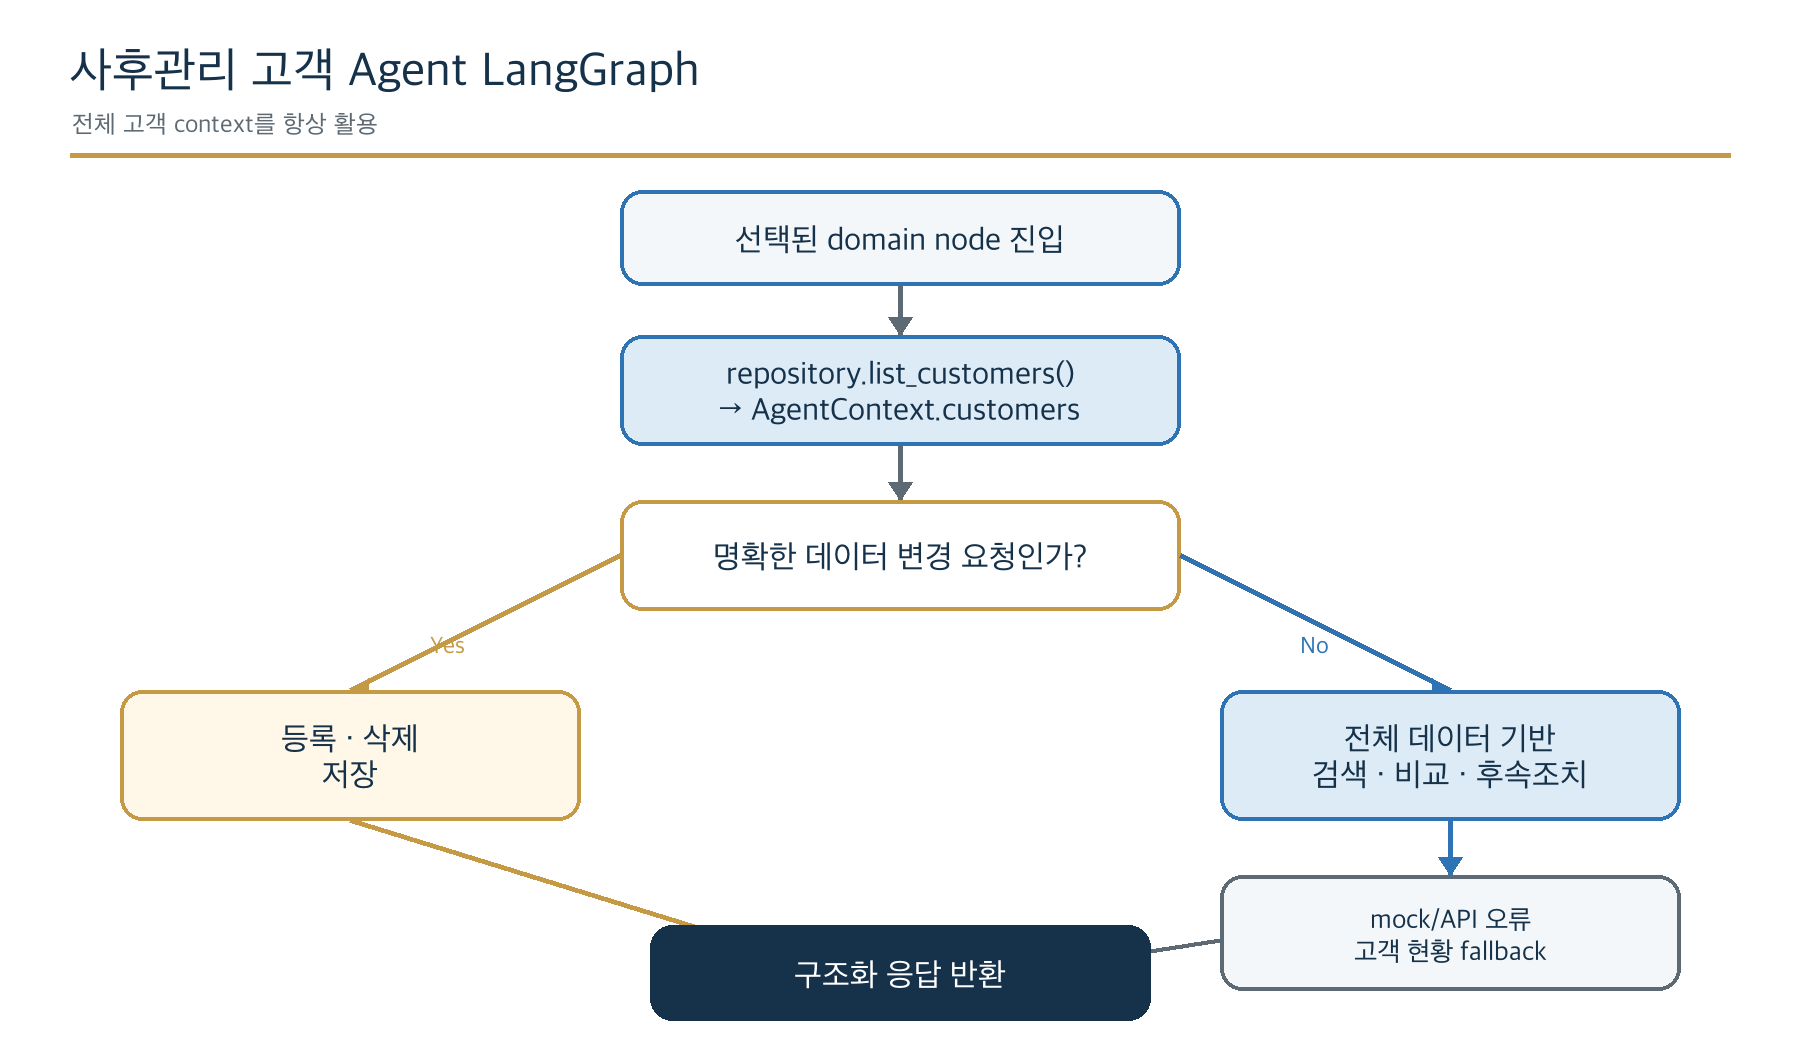 사후관리 고객 Agent LangGraph
전체 고객 context를 항상 활용
선택된 domain node 진입
repository.list_customers()
→ AgentContext.customers
명확한 데이터 변경 요청인가?
Yes
No
등록 · 삭제
저장
전체 데이터 기반
검색 · 비교 · 후속조치
mock/API 오류
고객 현황 fallback
구조화 응답 반환